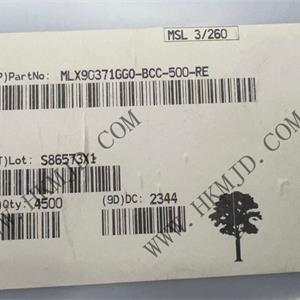 MSL 3/260
P)PartNo: MLX90371GGO-BCC-500-RE
T)Lot: S86573X1
)Qty: 4500
(9D)DC: 2344
WWW.HKMJD.COM
WWW.HKMJD.COM